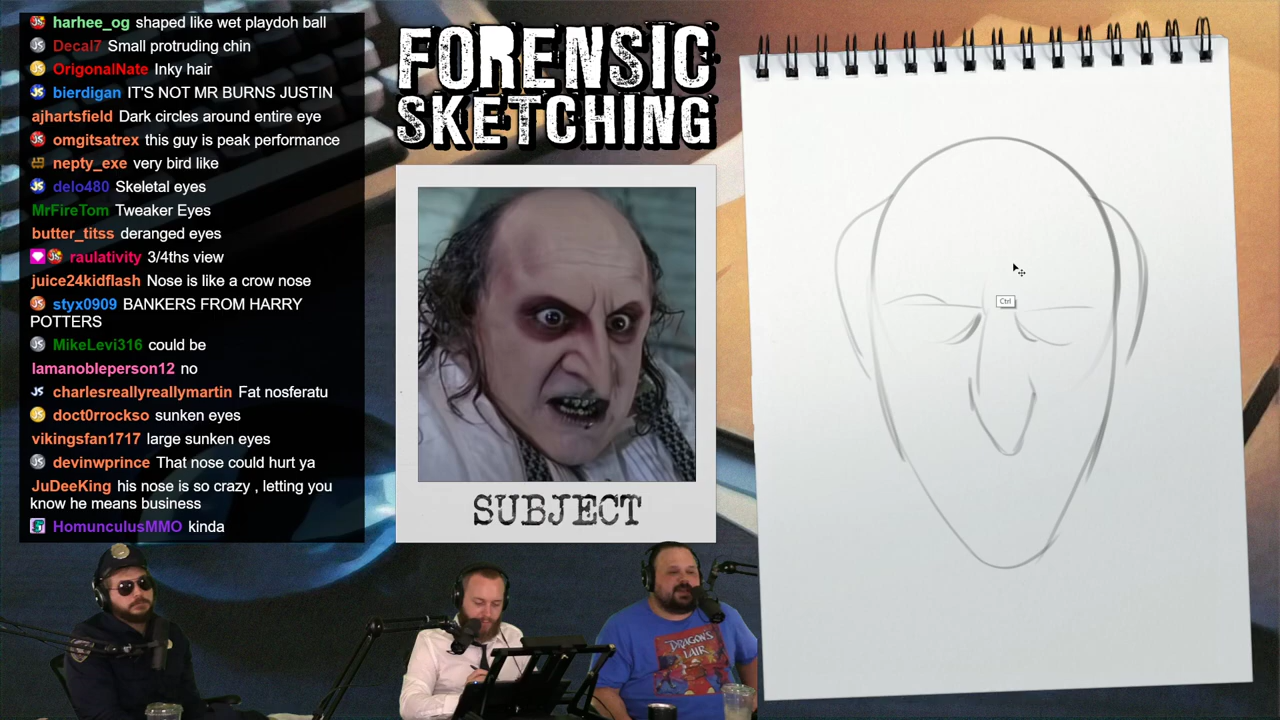 harhee_og shaped like wet playdoh ball
Decal7 Small protruding chin
OrigonalNate Inky hair
bierdigan IT'S NOT MR BURNS JUSTIN
ajhartsfield Dark circles around entire eye
omgitsatrex this guy is peak performance
nepty_exe very bird like
delo480 Skeletal eyes
MrFireTom Tweaker Eyes
butter_titss deranged eyes
raulativity 3/4ths view
juice24kidflash Nose is like a crow nose
styx0909 BANKERS FROM HARRY
POTTERS
MikeLevi316 could be
lamanobleperson12 no
charlesreallyreallymartin Fat nosferatu
doct0rrockso sunken eyes
vikingsfan1717 large sunken eyes
devinwprince That nose could hurt ya
JuDeeKing his nose is so crazy , letting you
know he means business
HomunculusMMO kinda
FORENSIC
SKETCHING
SUBJECT
Ctrl
DRAGON'S
LAIR